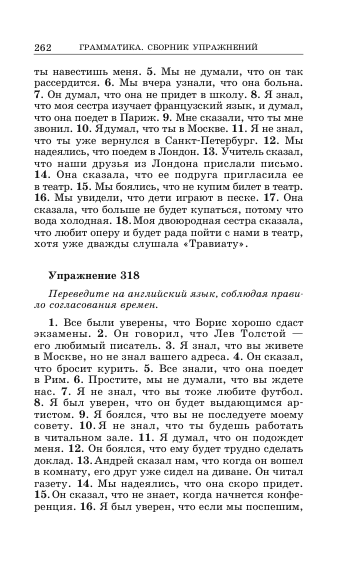 262 ГРАММАТИКА. СБОРНИК УПРАЖНЕНИЙ
ты навестишь меня. 5. Мы не думали, что он так
рассердится. 6. Мы вчера узнали, что она больна.
7. Он думал, что она не придет в школу. 8. Я знал,
что моя сестра изучает французский язык, и думал,
что она поедет в Париж. 9. Мне сказали, что ты мне
звонил. 10. Я думал, что ты в Москве. 11. Я не знал,
что ты уже вернулся в Санкт-Петербург. 12. Мы
надеялись, что поедем в Лондон. 13. Учитель сказал,
что наши друзья из Лондона прислали письмо.
14. Она сказала, что ее подруга пригласила ее
в театр. 15. Мы боялись, что не купим билет в театр.
16. Мы увидели, что дети играют в песке. 17. Она
сказала, что больше не будет купаться, потому что
вода холодная. 18. Моя двоюродная сестра сказала,
что любит оперу и будет рада пойти с нами в театр,
хотя уже дважды слушала «Травиату».
Упражнение 318
Переведите на английский язык, соблюдая прави-
ло согласования времен.
1. Все были уверены, что Борис хорошо сдаст
экзамены. 2. Он говорил, что Лев Толстой —
его любимый писатель. 3. Я знал, что вы живете
в Москве, но не знал вашего адреса. 4. Он сказал,
что бросит курить. 5. Все знали, что она поедет
в Рим. 6. Простите, мы не думали, что вы ждете
нас. 7. Я не знал, что вы тоже любите футбол.
8. Я был уверен, что он будет выдающимся ар-
тистом. 9. Я боялся, что вы не последуете моему
совету. 10. Я не знал, что ты будешь работать
в читальном зале. 11. Я думал, что он подождет
меня. 12. Он боялся, что ему будет трудно сделать
доклад. 13. Андрей сказал нам, что когда он вошел
в комнату, его друг уже сидел на диване. Он читал
газету. 14. Мы надеялись, что она скоро придет.
15. Он сказал, что не знает, когда начнется конфе-
ренция. 16. Я был уверен, что если мы поспешим,